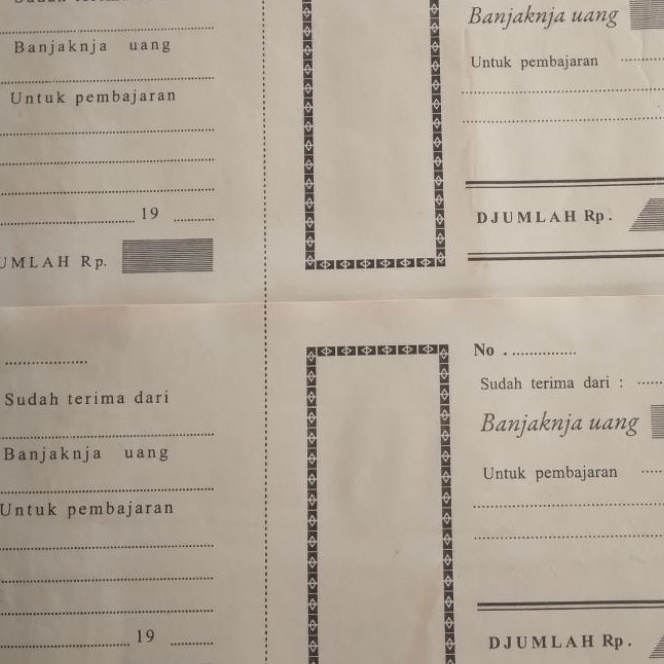 Banjaknja uang
Untuk pembajaran
19
Rp.
Banjaknja uang
Untuk pembajaran
DJUMLAH Rp.
Sudah terima dari
Banjaknja uang
Untuk pembajaran
19
No .
Sudah terima dari :
Banjaknja uang
Untuk pembajaran
DJUMLAH Rp.